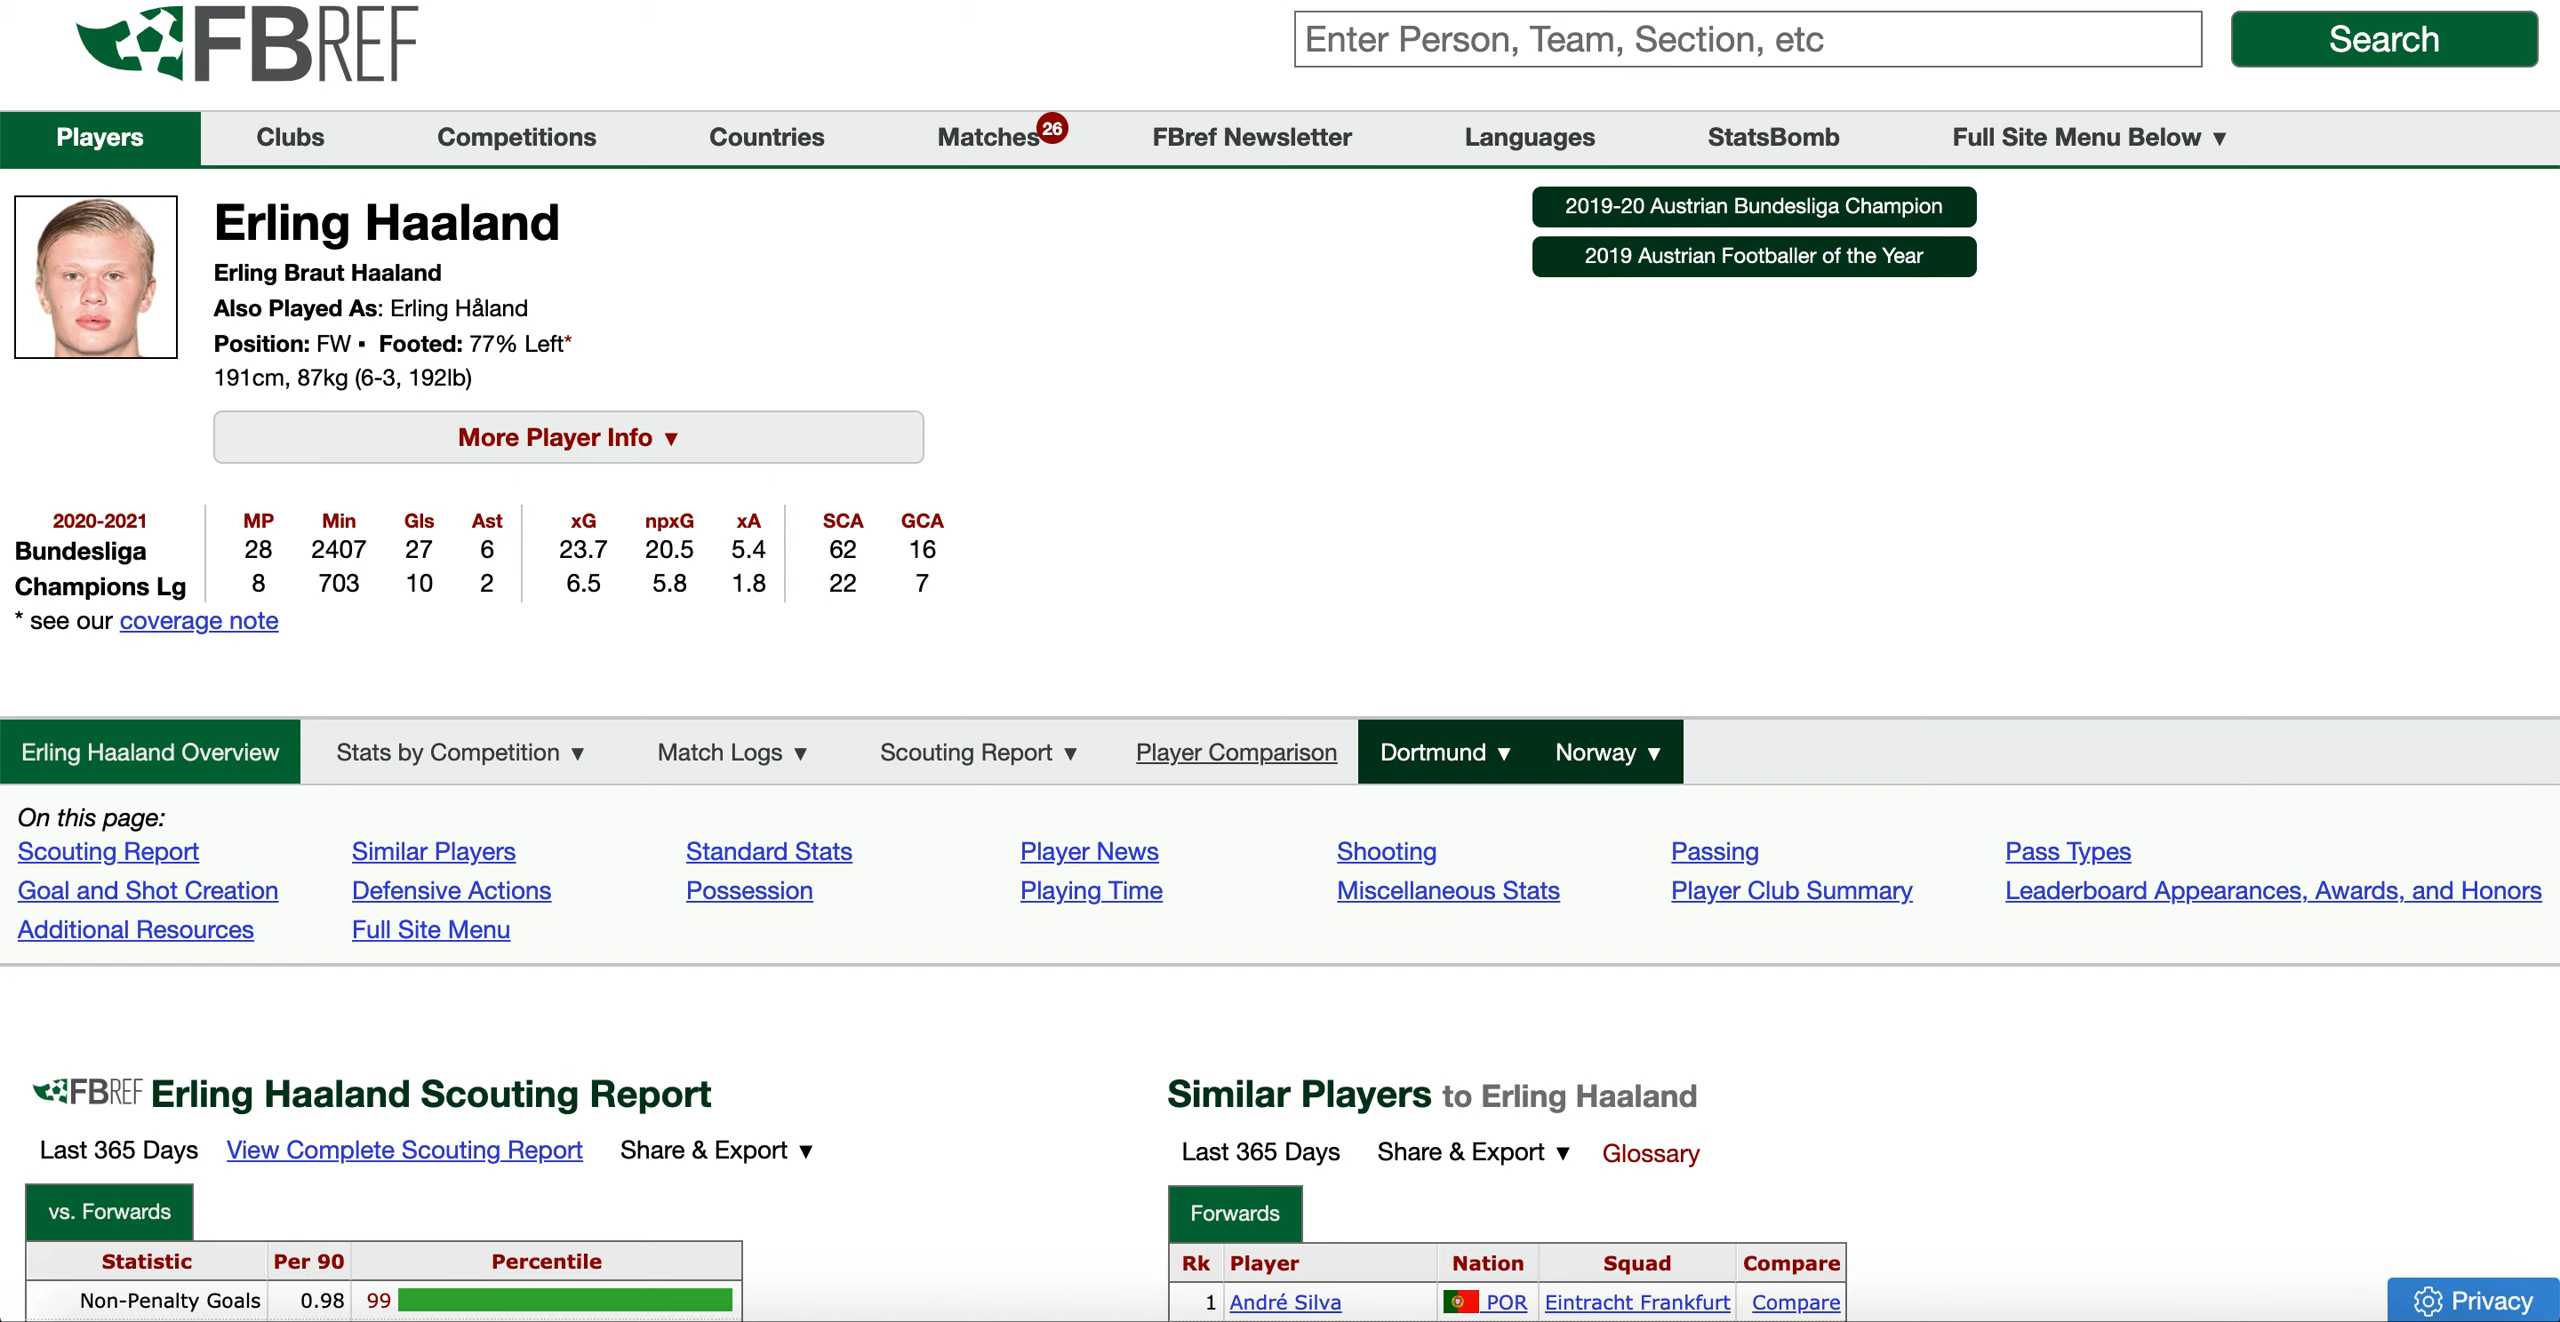 FBREF
Enter Person, Team, Section, etc
Search
Players Clubs Competitions Countries Matches 26 FBref Newsletter Languages StatsBomb Full Site Menu Below ▼
Erling Haaland
Erling Braut Haaland
Also Played As: Erling Håland
Position: FW ▪ Footed: 77% Left*
191cm, 87kg (6-3, 192lb)
More Player Info ▼
2019-20 Austrian Bundesliga Champion
2019 Austrian Footballer of the Year
2020-2021 MP Min Gls Ast xG npxG xA SCA GCA
Bundesliga 28 2407 27 6 23.7 20.5 5.4 62 16
Champions Lg 8 703 10 2 6.5 5.8 1.8 22 7
* see our coverage note
Erling Haaland Overview Stats by Competition ▼ Match Logs ▼ Scouting Report ▼ Player Comparison Dortmund ▼ Norway ▼
On this page:
Scouting Report Similar Players Standard Stats Player News Shooting Passing Pass Types
Goal and Shot Creation Defensive Actions Possession Playing Time Miscellaneous Stats Player Club Summary Leaderboard Appearances, Awards, and Honors
Additional Resources Full Site Menu
FBREF Erling Haaland Scouting Report
Last 365 Days View Complete Scouting Report Share & Export ▼
vs. Forwards
Statistic Per 90 Percentile
Non-Penalty Goals 0.98 99
Similar Players to Erling Haaland
Last 365 Days Share & Export ▼ Glossary
Forwards
Rk Player Nation Squad Compare
1 André Silva POR Eintracht Frankfurt Compare
Privacy